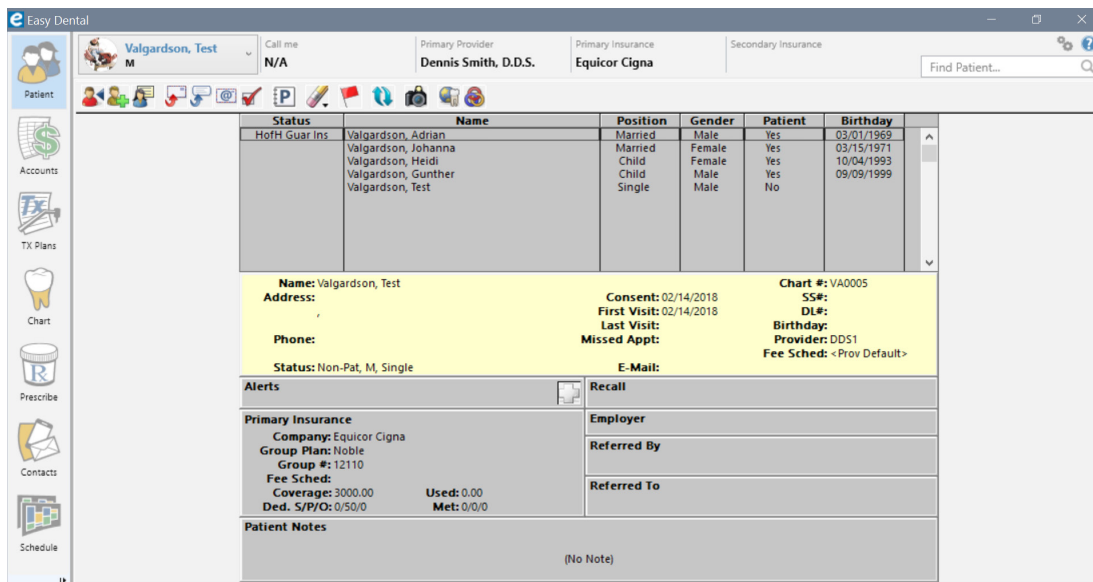 Easy Dental
Patient
Accounts
TX Plans
Chart
Prescribe
Contacts
Schedule
Valgardson, Test
M
Call me
N/A
Primary Provider
Dennis Smith, D.D.S.
Primary Insurance
Equicor Cigna
Secondary Insurance
Find Patient...
Status Name Position Gender Patient Birthday
HofH Guar Ins Valgardson, Adrian Married Male Yes 03/01/1969
Valgardson, Johanna Married Female Yes 03/15/1971
Valgardson, Heidi Child Female Yes 10/04/1993
Valgardson, Gunther Child Male Yes 09/09/1999
Valgardson, Test Single Male No
Name: Valgardson, Test Chart #: VA0005
Address: Consent: 02/14/2018 SS#:
, First Visit: 02/14/2018 DL#:
Last Visit: Birthday:
Phone: Missed Appt: Provider: DDS1
Fee Sched: <Prov Default>
Status: Non-Pat, M, Single E-Mail:
Alerts
Recall
Primary Insurance
Company: Equicor Cigna
Group Plan: Noble
Group #: 12110
Fee Sched:
Coverage: 3000.00 Used: 0.00
Ded. S/P/O: 0/50/0 Met: 0/0/0
Employer
Referred By
Referred To
Patient Notes
(No Note)